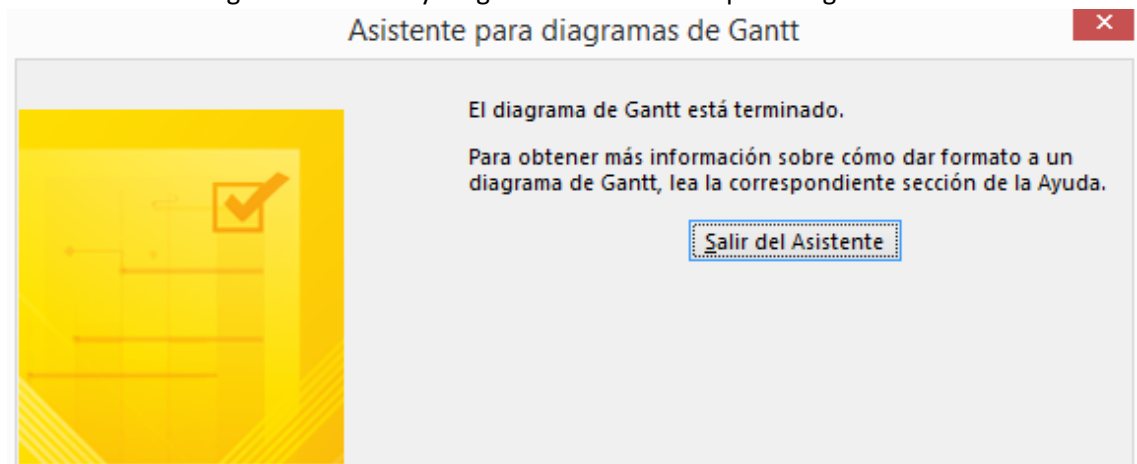 Asistente para diagramas de Gantt
El diagrama de Gantt está terminado.
Para obtener más información sobre cómo dar formato a un
diagrama de Gantt, lea la correspondiente sección de la Ayuda.
Salir del Asistente